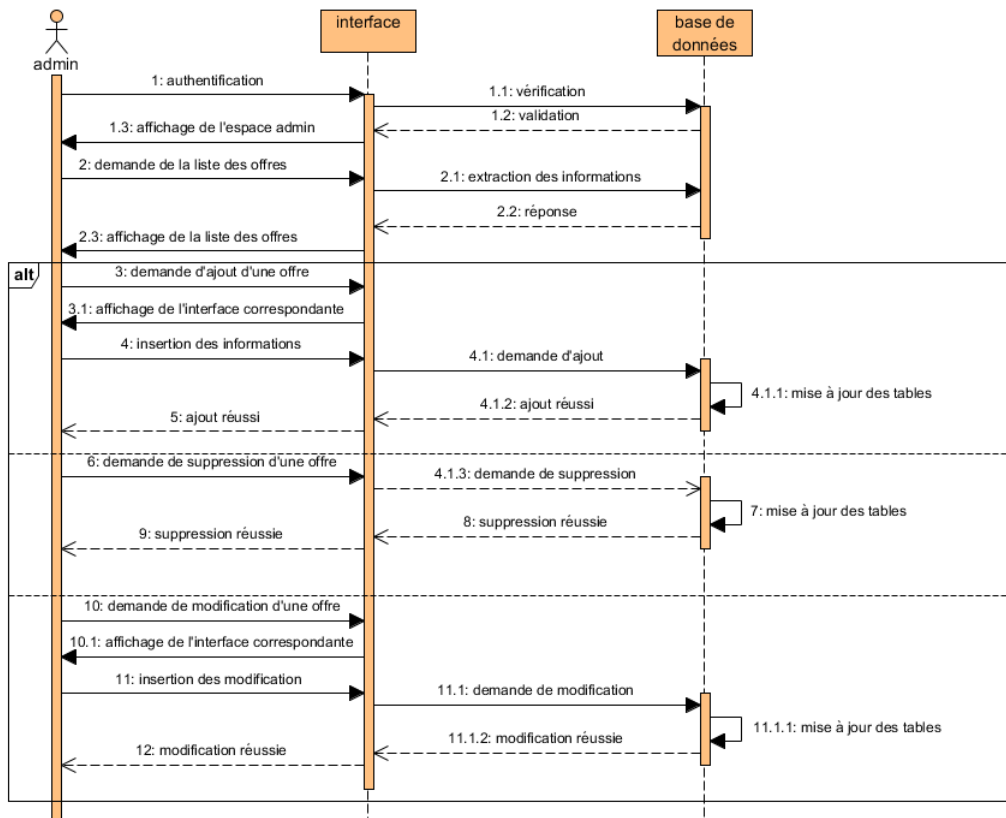 interface
base de
données
admin
1: authentification
1.1: vérification
1.2: validation
1.3: affichage de l'espace admin
2: demande de la liste des offres
2.1: extraction des informations
2.2: réponse
2.3: affichage de la liste des offres
alt
3: demande d'ajout d'une offre
3.1: affichage de l'interface correspondante
4: insertion des informations
4.1: demande d'ajout
4.1.1: mise à jour des tables
4.1.2: ajout réussi
5: ajout réussi
6: demande de suppression d'une offre
4.1.3: demande de suppression
7: mise à jour des tables
8: suppression réussie
9: suppression réussie
10: demande de modification d'une offre
10.1: affichage de l'interface correspondante
11: insertion des modification
11.1: demande de modification
11.1.1: mise à jour des tables
11.1.2: modification réussie
12: modification réussie